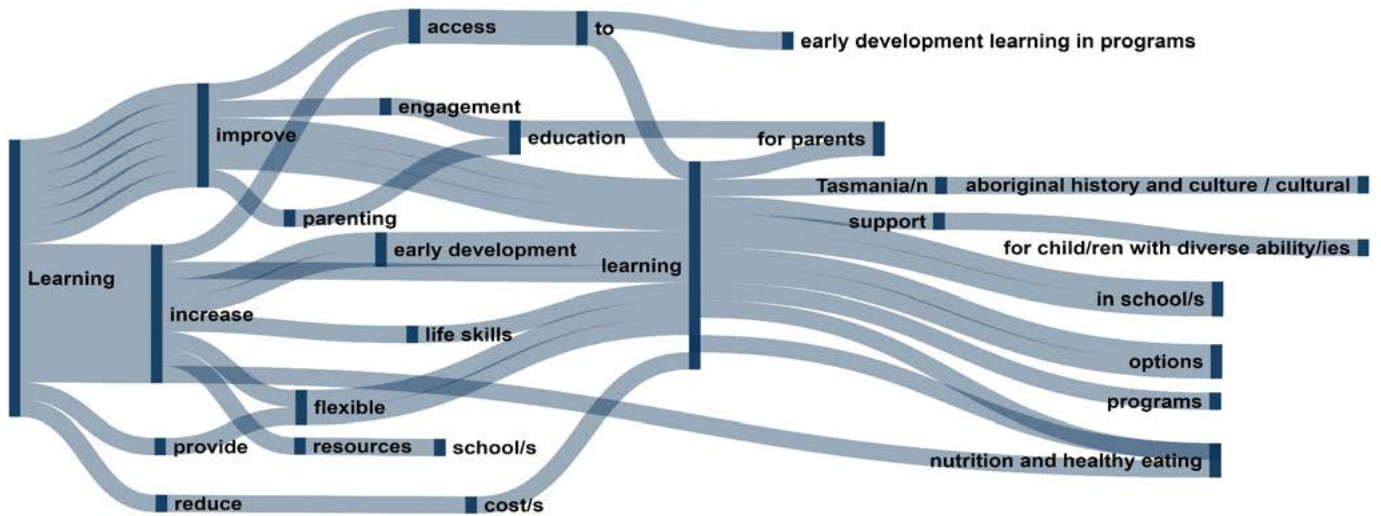 access
to
early development learning in programs
engagement
improve
education
for parents
Tasmania/n
aboriginal history and culture / cultural
parenting
support
early development
for child/ren with diverse ability/ies
learning
Learning
in school/s
increase
life skills
options
programs
flexible
provide
resources
school/s
nutrition and healthy eating
reduce
cost/s